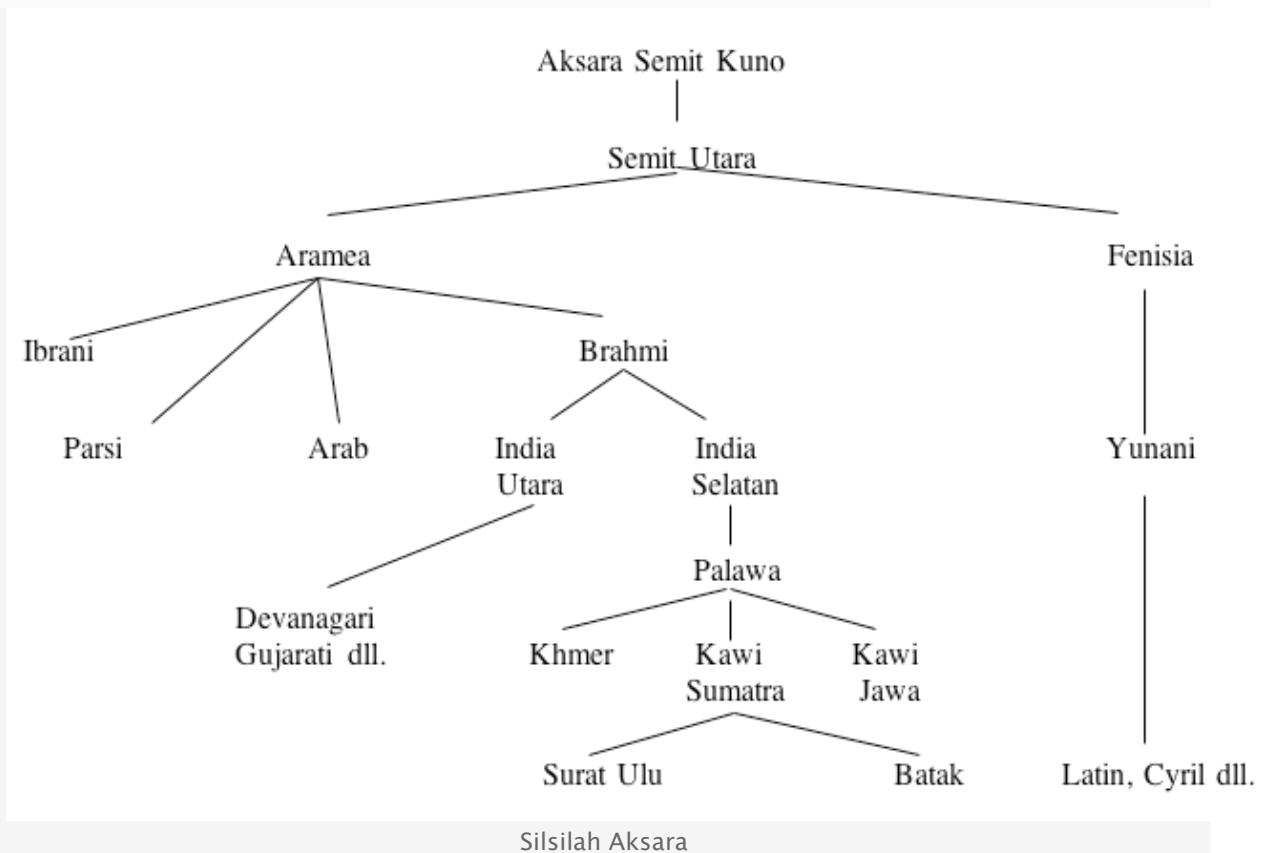 Aksara Semit Kuno
Semit Utara
Aramea
Fenisia
Ibrani
Brahmi
Parsi
Arab
India
Utara
India
Selatan
Yunani
Palawa
Devanagari
Gujarati dll.
Khmer
Kawi
Sumatra
Kawi
Jawa
Surat Ulu
Batak
Latin, Cyril dll.
Silsilah Aksara